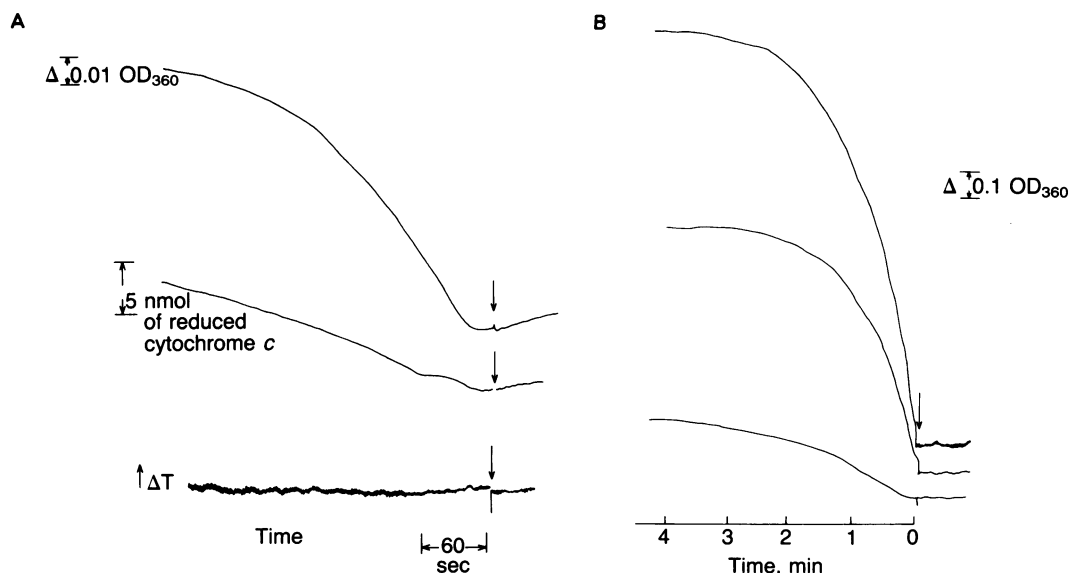 A
Δ 0.01 OD360
5 nmol
of reduced
cytochrome c
ΔT
Time
60
sec
B
Δ 0.1 OD360
4 3 2 1 0
Time, min